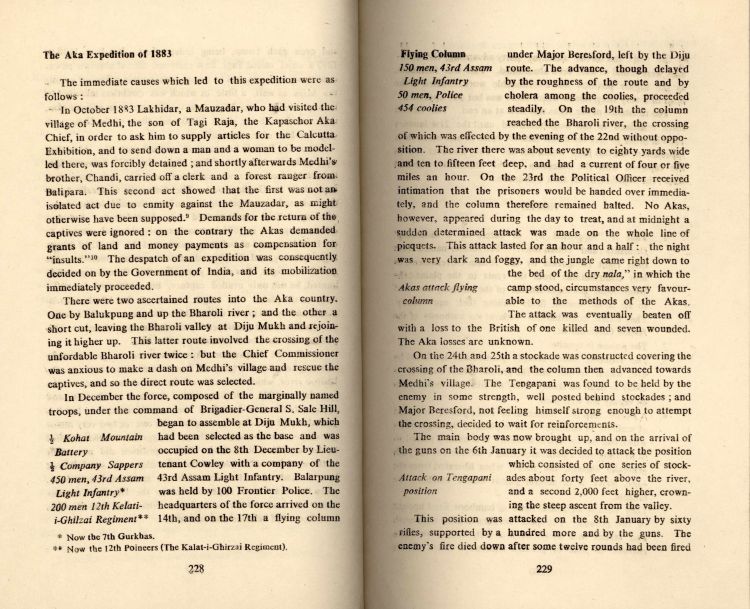 The Aka Expedition of 1883
The immediate causes which led to this expedition were as
follows :
In October 1883 Lakhidar, a Mauzadar, who had visited the
village of Medhi, the son of Tagi Raja, the Kapaschor Aka
Chief, in order to ask him to supply articles for the Calcutta
Exhibition, and to send down a man and a woman to be model-
led there, was forcibly detained ; and shortly afterwards Medhi's
brother, Chandi, carried off a clerk and a forest ranger from
Balipara. This second act showed that the first was not an
isolated act due to enmity against the Mauzadar, as might
otherwise have been supposed.⁹ Demands for the return of the
captives were ignored : on the contrary the Akas demanded
grants of land and money payments as compensation for
"insults."¹⁰ The despatch of an expedition was consequently
decided on by the Government of India, and its mobilization
immediately proceeded.
There were two ascertained routes into the Aka country.
One by Balukpung and up the Bharoli river ; and the other a
short cut, leaving the Bharoli valley at Diju Mukh and rejoin-
ing it higher up. This latter route involved the crossing of the
unfordable Bharoli river twice : but the Chief Commissioner
was anxious to make a dash on Medhi's village and rescue the
captives, and so the direct route was selected.
In December the force, composed of the marginally named
troops, under the command of Brigadier-General S. Sale Hill,
began to assemble at Diju Mukh, which
½ Kohat Mountain had been selected as the base and was
Battery occupied on the 8th December by Lieu-
½ Company Sappers tenant Cowley with a company of the
450 men, 43rd Assam 43rd Assam Light Infantry. Balarpung
Light Infantry* was held by 100 Frontier Police. The
200 men 12th Kelati- headquarters of the force arrived on the
i-Ghilzai Regiment** 14th, and on the 17th a flying column
* Now the 7th Gurkhas.
** Now the 12th Poineers (The Kalat-i-Ghirzai Regiment).
228
Flying Column under Major Beresford, left by the Diju
150 men, 43rd Assam route. The advance, though delayed
Light Infantry by the roughness of the route and by
50 men, Police cholera among the coolies, proceeded
454 coolies steadily. On the 19th the column
reached the Bharoli river, the crossing
of which was effected by the evening of the 22nd without oppo-
sition. The river there was about seventy to eighty yards wide
and ten to fifteen feet deep, and had a current of four or five
miles an hour. On the 23rd the Political Officer received
intimation that the prisoners would be handed over immedia-
tely, and the column therefore remained halted. No Akas,
however, appeared during the day to treat, and at midnight a
sudden determined attack was made on the whole line of
picquets. This attack lasted for an hour and a half : the night
was very dark and foggy, and the jungle came right down to
the bed of the dry nala," in which the
Akas attack flying camp stood, circumstances very favour-
column able to the methods of the Akas.
The attack was eventually beaten off
with a loss to the British of one killed and seven wounded.
The Aka losses are unknown.
On the 24th and 25th a stockade was constructed covering the
crossing of the Bharoli, and the column then advanced towards
Medhi's village. The Tengapani was found to be held by the
enemy in some strength, well posted behind stockades ; and
Major Beresford, not feeling himself strong enough to attempt
the crossing, decided to wait for reinforcements.
The main body was now brought up, and on the arrival of
the guns on the 6th January it was decided to attack the position
which consisted of one series of stock-
Attack on Tengapani ades about forty feet above the river,
position and a second 2,000 feet higher, crown-
ing the steep ascent from the valley.
This position was attacked on the 8th January by sixty
rifles, supported by a hundred more and by the guns. The
enemy's fire died down after some twelve rounds had been fired
229